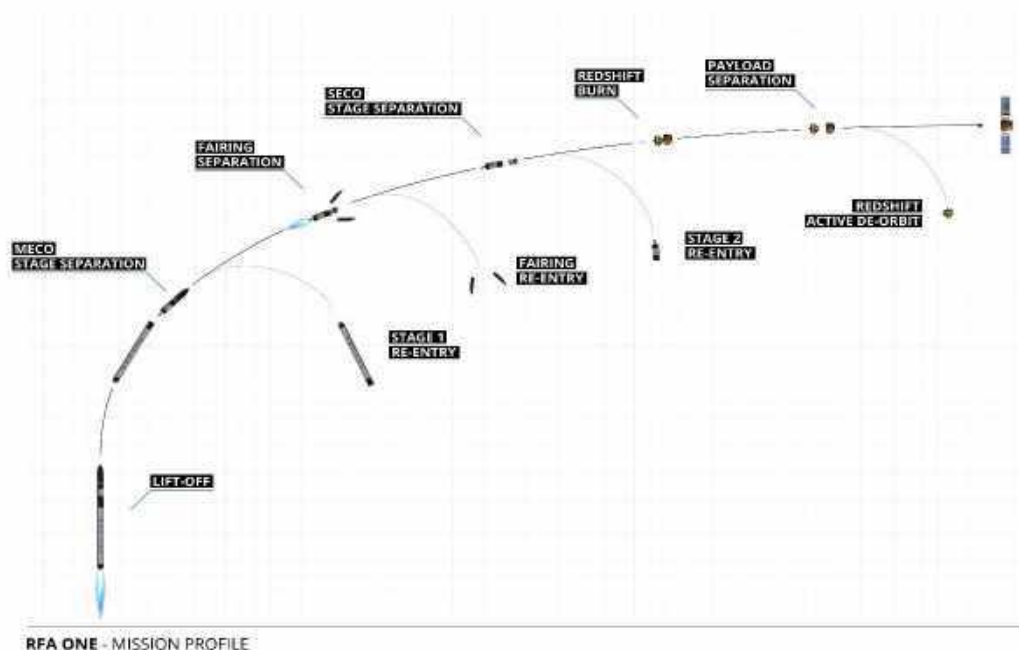 PAYLOAD
SEPARATION
REDSHIFT
BURN
SECO
STAGE SEPARATION
FAIRING
SEPARATION
REDSHIFT
ACTIVE DE-ORBIT
STAGE 2
RE-ENTRY
MECO
STAGE SEPARATION
FAIRING
RE-ENTRY
STAGE 1
RE-ENTRY
LIFT-OFF
RFA ONE - MISSION PROFILE